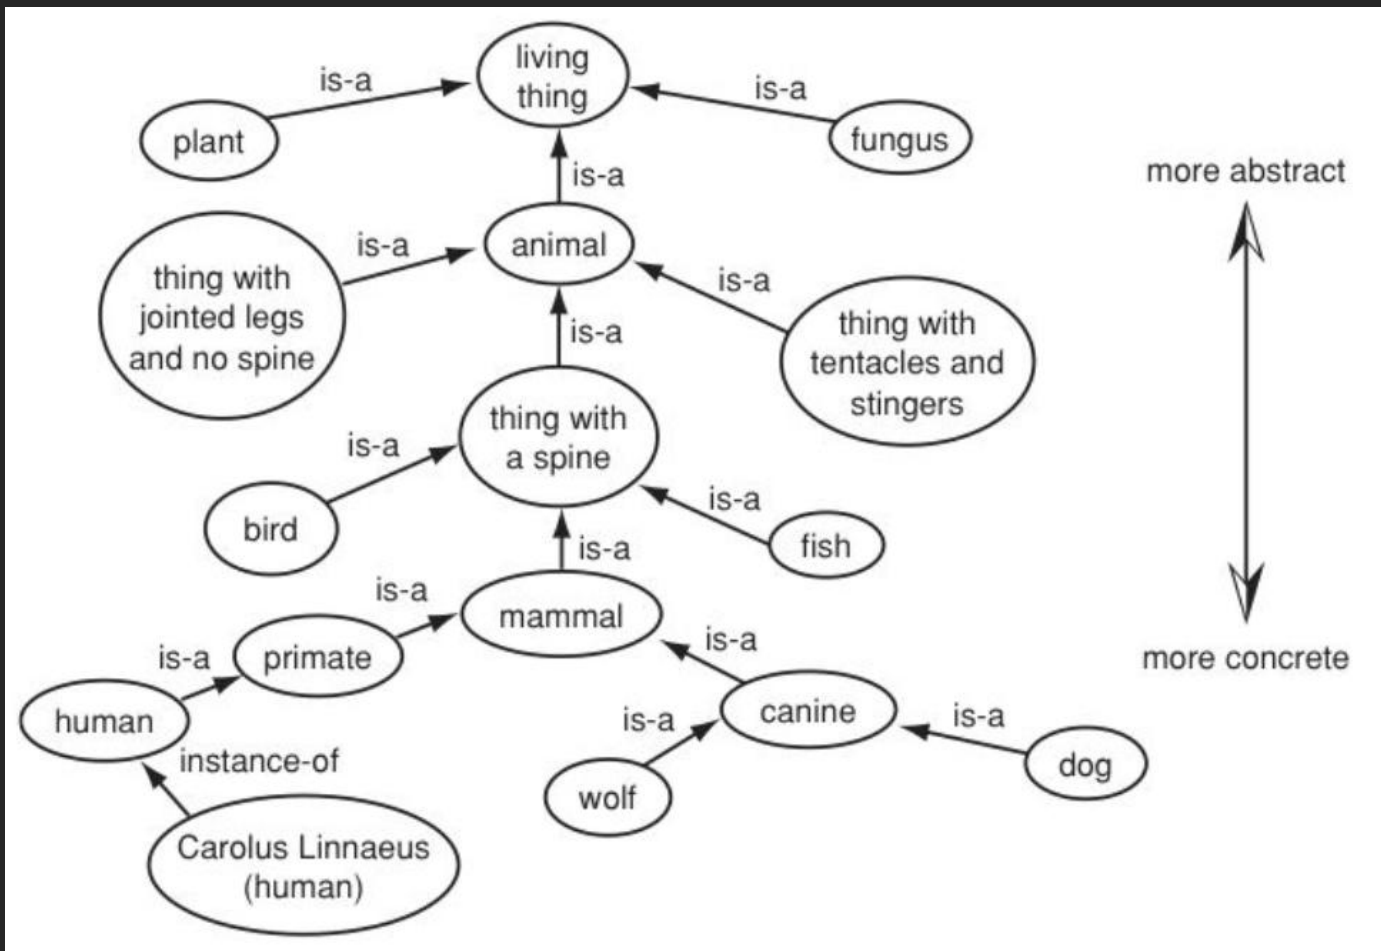 living
thing
is-a
is-a
plant
fungus
is-a
more abstract
animal
is-a
thing with
jointed legs
and no spine
is-a
thing with
tentacles and
stingers
is-a
thing with
a spine
is-a
bird
is-a
fish
is-a
mammal
is-a
primate
is-a
human
is-a
canine
more concrete
is-a
wolf
is-a
dog
instance-of
Carolus Linnaeus
(human)